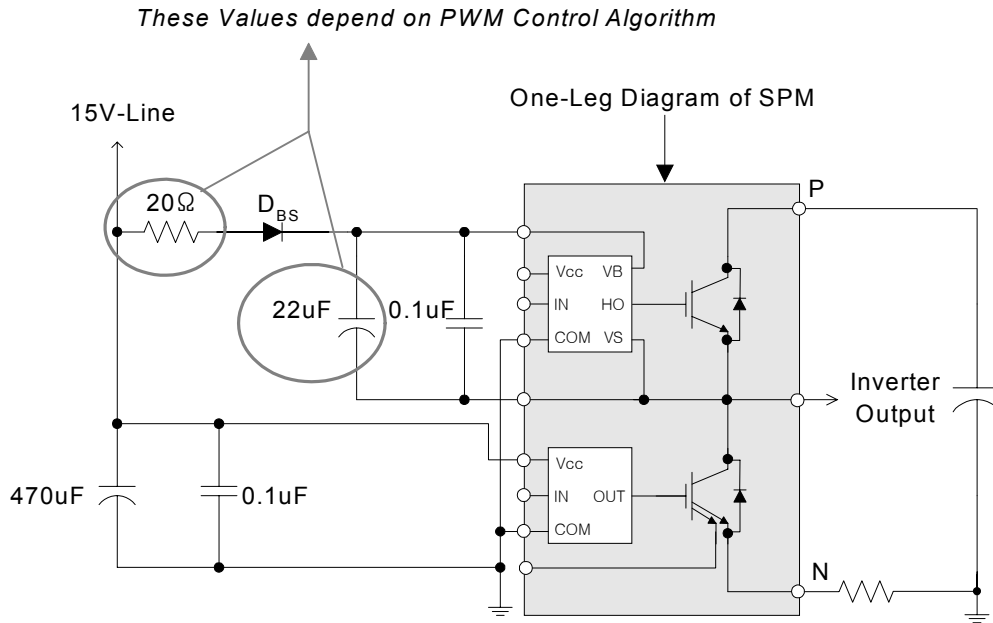 These Values depend on PWM Control Algorithm
One-Leg Diagram of SPM
15V-Line
P
20Ω
DBS
Vcc VB
22uF
0.1uF
IN HO
COM VS
Inverter
Output
Vcc
470uF
0.1uF
IN OUT
COM
N